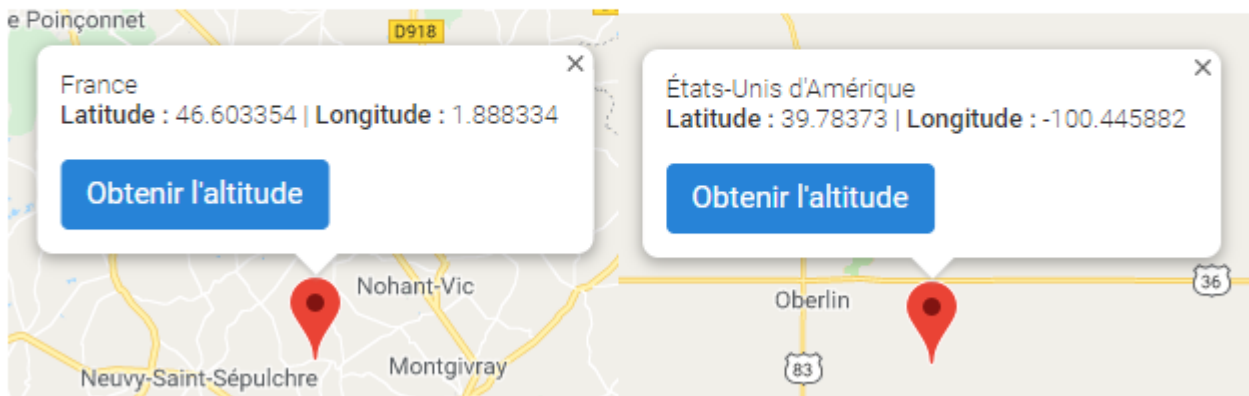 e Poinçonnet
D918
×
France
Latitude : 46.603354 | Longitude : 1.888334
Obtenir l'altitude
Nohant-Vic
Montgivray
Neuvy-Saint-Sépulchre
×
États-Unis d'Amérique
Latitude : 39.78373 | Longitude : -100.445882
Obtenir l'altitude
36
Oberlin
83